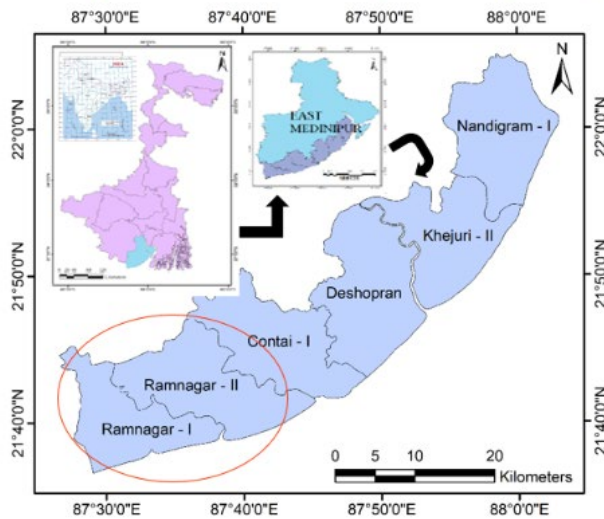 87°30'0"E
87°40'0"E
87°50'0"E
88°0'0"E
N
EAST
MEDINIPUR
22°0'0"N
22°0'0"N
Nandigram - I
Khejuri - II
21°50'0"N
21°50'0"N
Deshopran
Contai - I
Ramnagar - II
Ramnagar - I
21°40'0"N
21°40'0"N
0 5 10 20
Kilometers
87°30'0"E
87°40'0"E
87°50'0"E
88°0'0"E